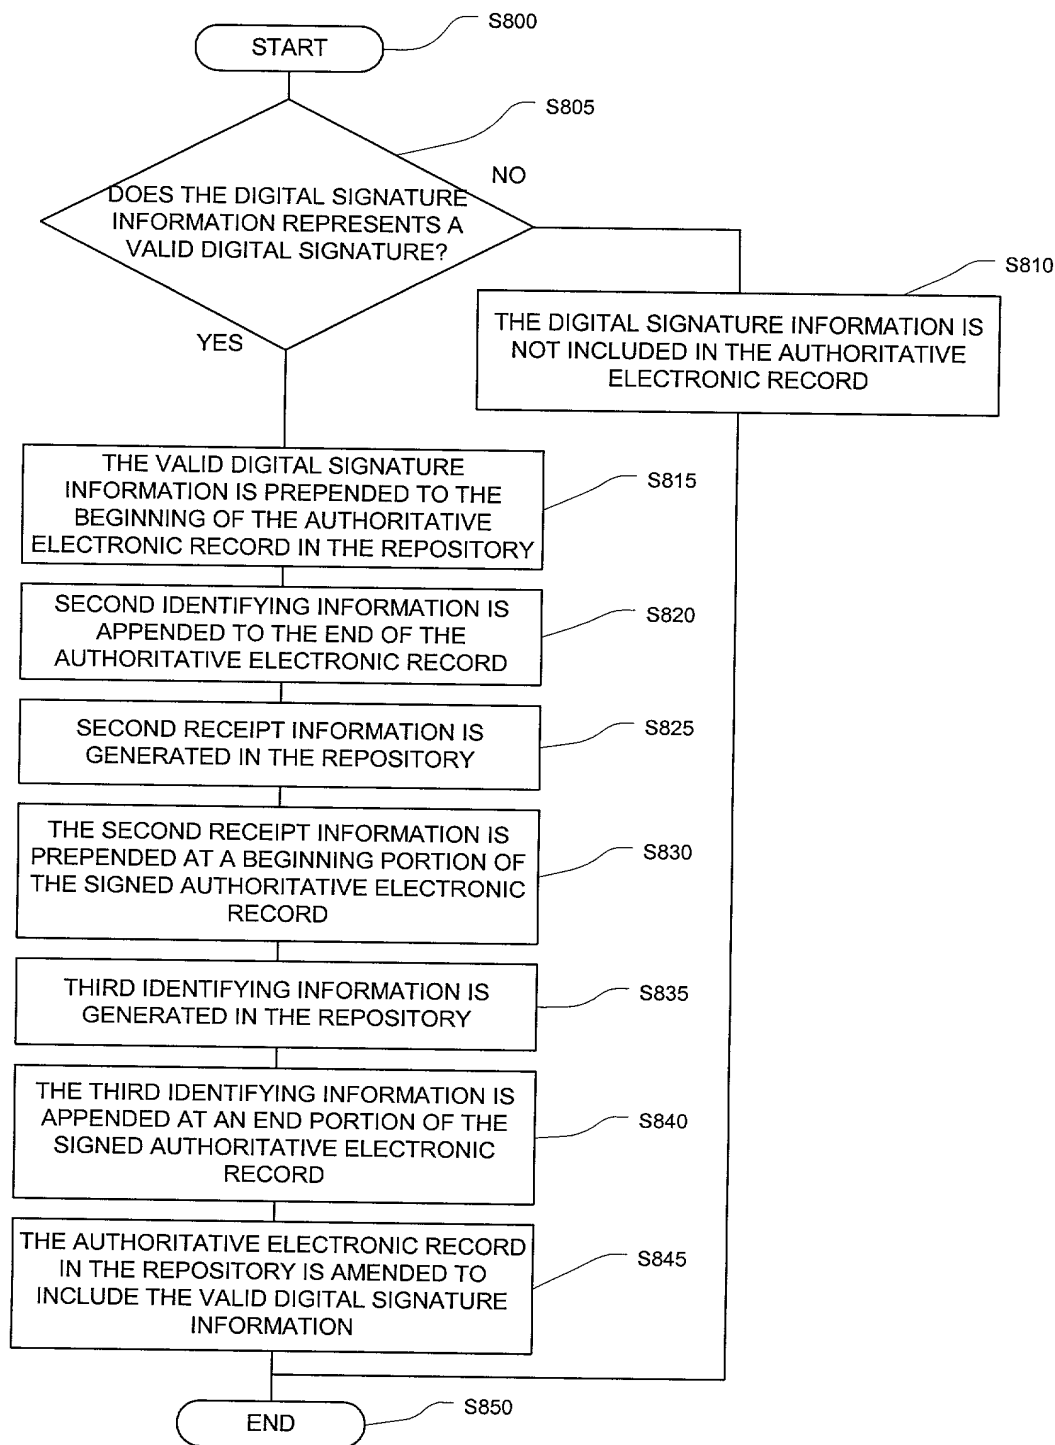 START
S800
S805
DOES THE DIGITAL SIGNATURE
INFORMATION REPRESENTS A
VALID DIGITAL SIGNATURE?
NO
YES
S810
THE DIGITAL SIGNATURE INFORMATION IS
NOT INCLUDED IN THE AUTHORITATIVE
ELECTRONIC RECORD
THE VALID DIGITAL SIGNATURE
INFORMATION IS PREPENDED TO THE
BEGINNING OF THE AUTHORITATIVE
ELECTRONIC RECORD IN THE REPOSITORY
S815
SECOND IDENTIFYING INFORMATION IS
APPENDED TO THE END OF THE
AUTHORITATIVE ELECTRONIC RECORD
S820
SECOND RECEIPT INFORMATION IS
GENERATED IN THE REPOSITORY
S825
THE SECOND RECEIPT INFORMATION IS
PREPENDED AT A BEGINNING PORTION OF
THE SIGNED AUTHORITATIVE ELECTRONIC
RECORD
S830
THIRD IDENTIFYING INFORMATION IS
GENERATED IN THE REPOSITORY
S835
THE THIRD IDENTIFYING INFORMATION IS
APPENDED AT AN END PORTION OF THE
SIGNED AUTHORITATIVE ELECTRONIC
RECORD
S840
THE AUTHORITATIVE ELECTRONIC RECORD
IN THE REPOSITORY IS AMENDED TO
INCLUDE THE VALID DIGITAL SIGNATURE
INFORMATION
S845
END
S850